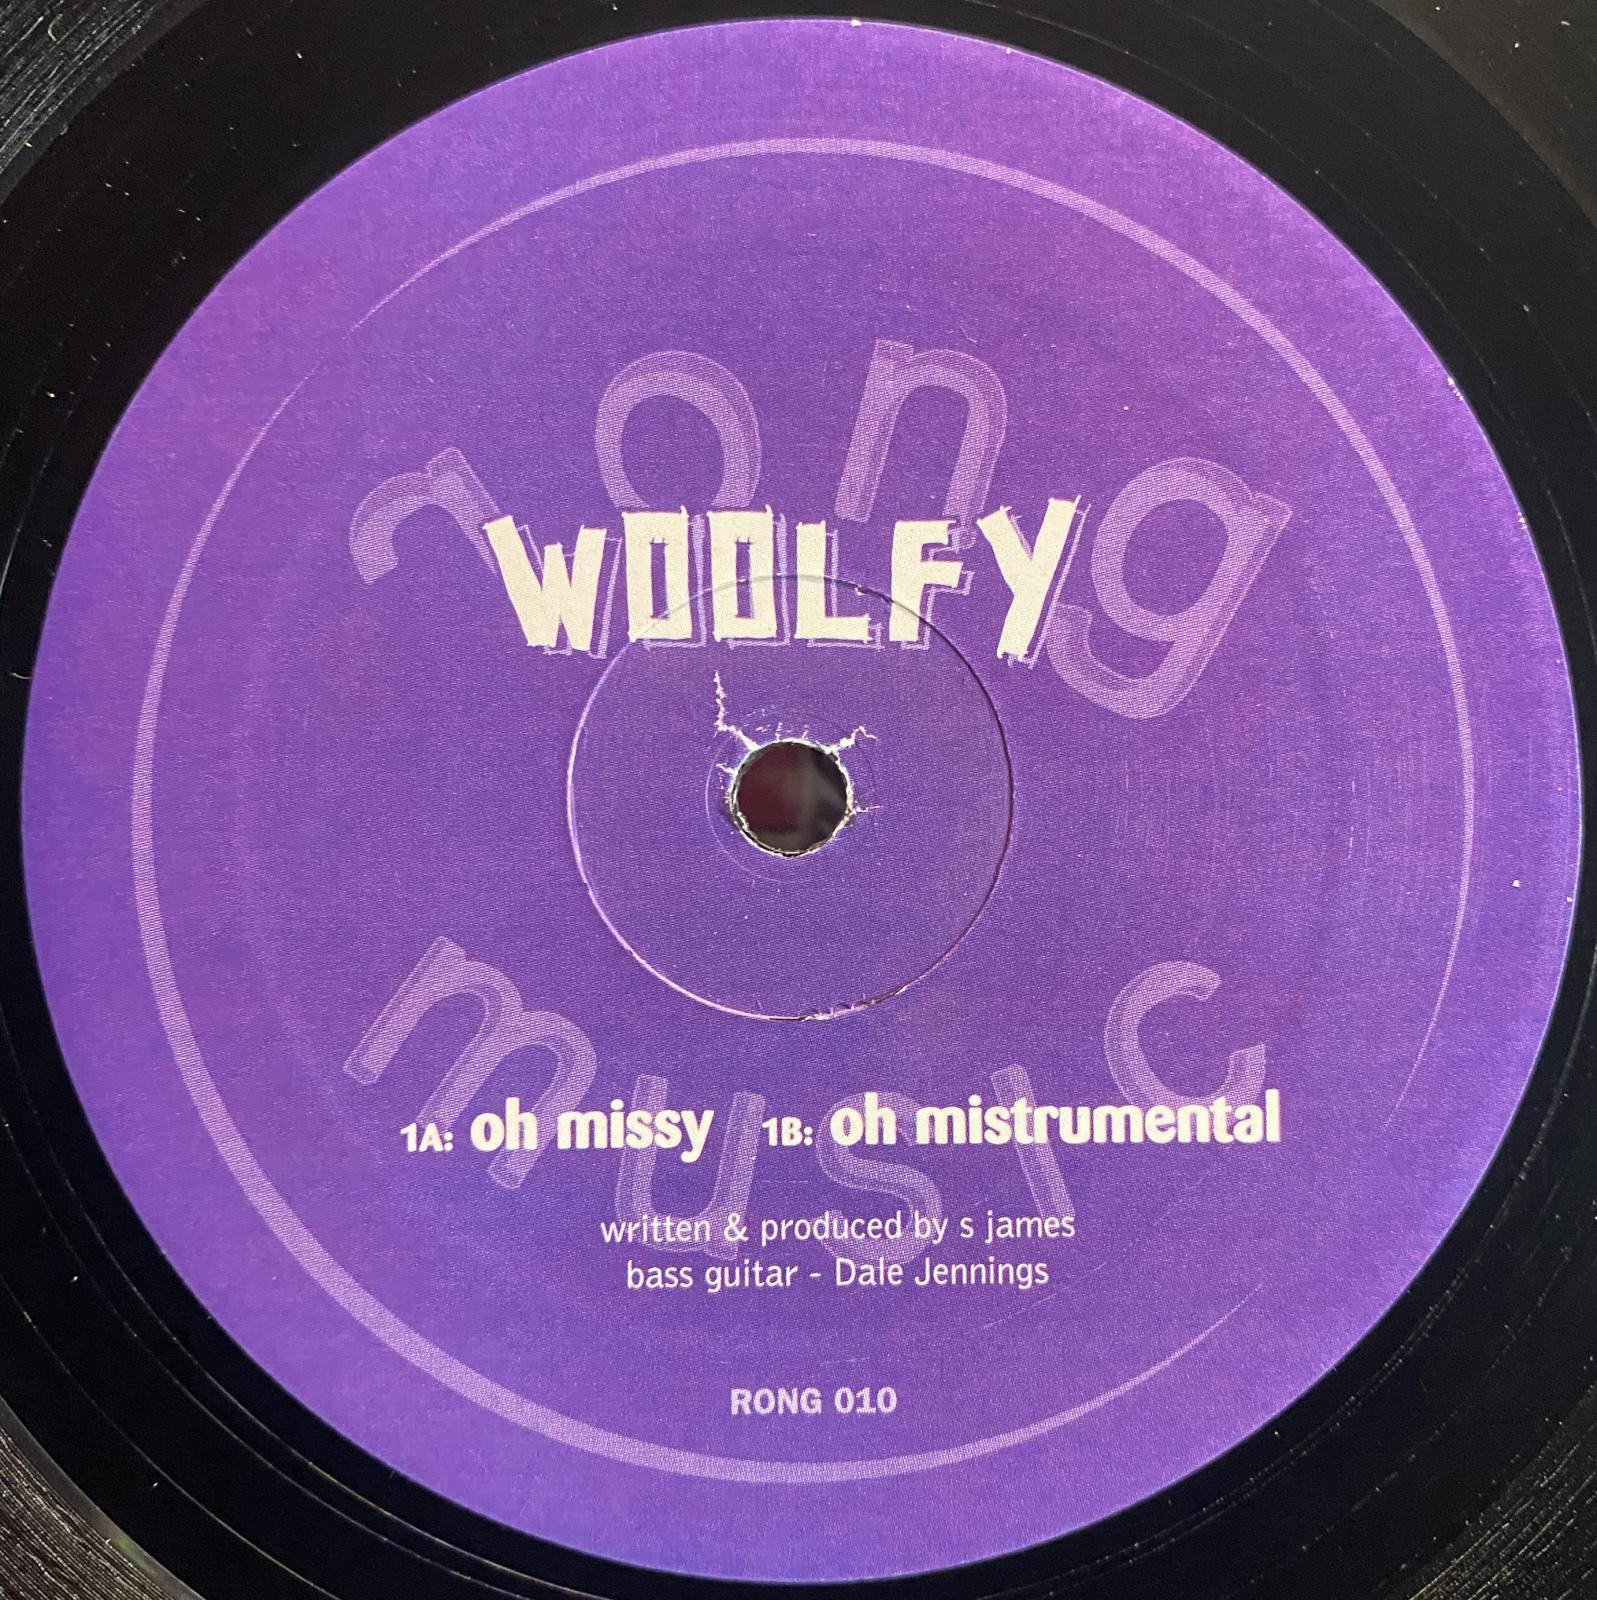 rong
WOOLFY
music
1A: oh missy 1B: oh mistrumental
written & produced by s james
bass guitar - Dale Jennings
RONG 010